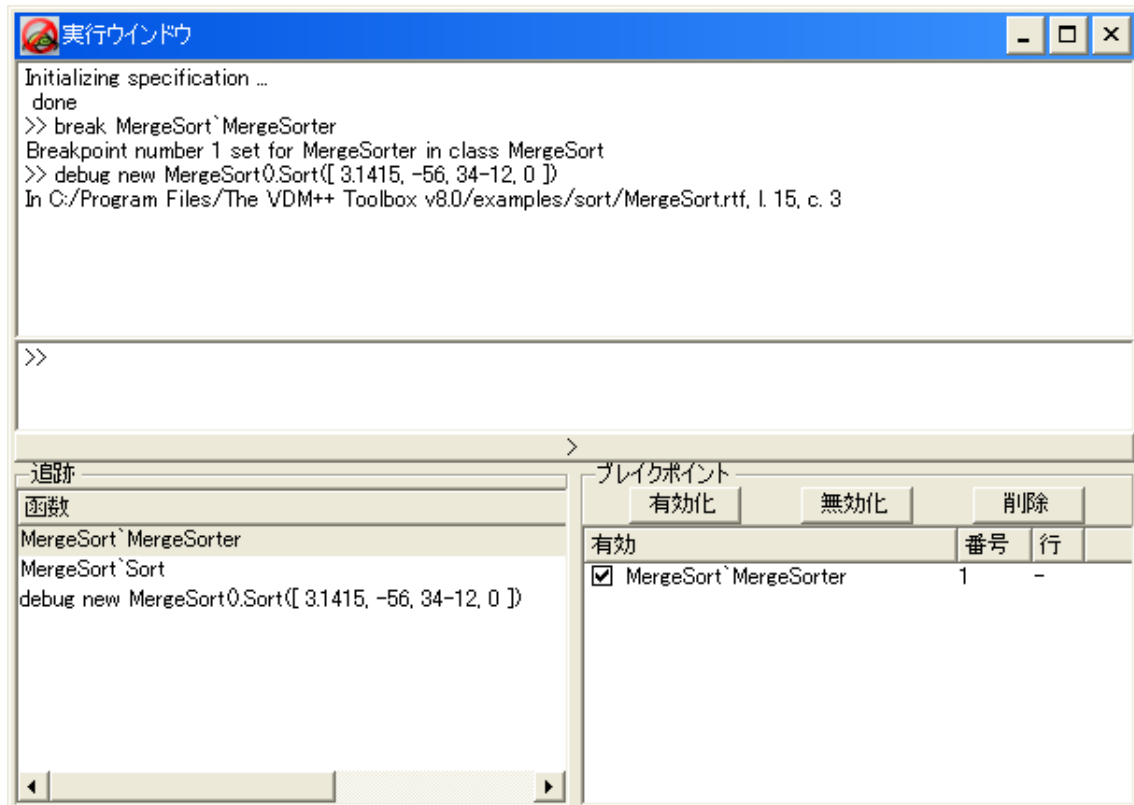 実行ウインドウ
Initializing specification ...
done
>> break MergeSort`MergeSorter
Breakpoint number 1 set for MergeSorter in class MergeSort
>> debug new MergeSort().Sort([ 3.1415, -56, 34-12, 0 ])
In C:/Program Files/The VDM++ Toolbox v8.0/examples/sort/MergeSort.rtf, l. 15, c. 3
>>
>
追跡
函数
MergeSort`MergeSorter
MergeSort`Sort
debug new MergeSort().Sort([ 3.1415, -56, 34-12, 0 ])
ブレイクポイント
有効化 無効化 削除
有効 番号 行
MergeSort`MergeSorter 1 -